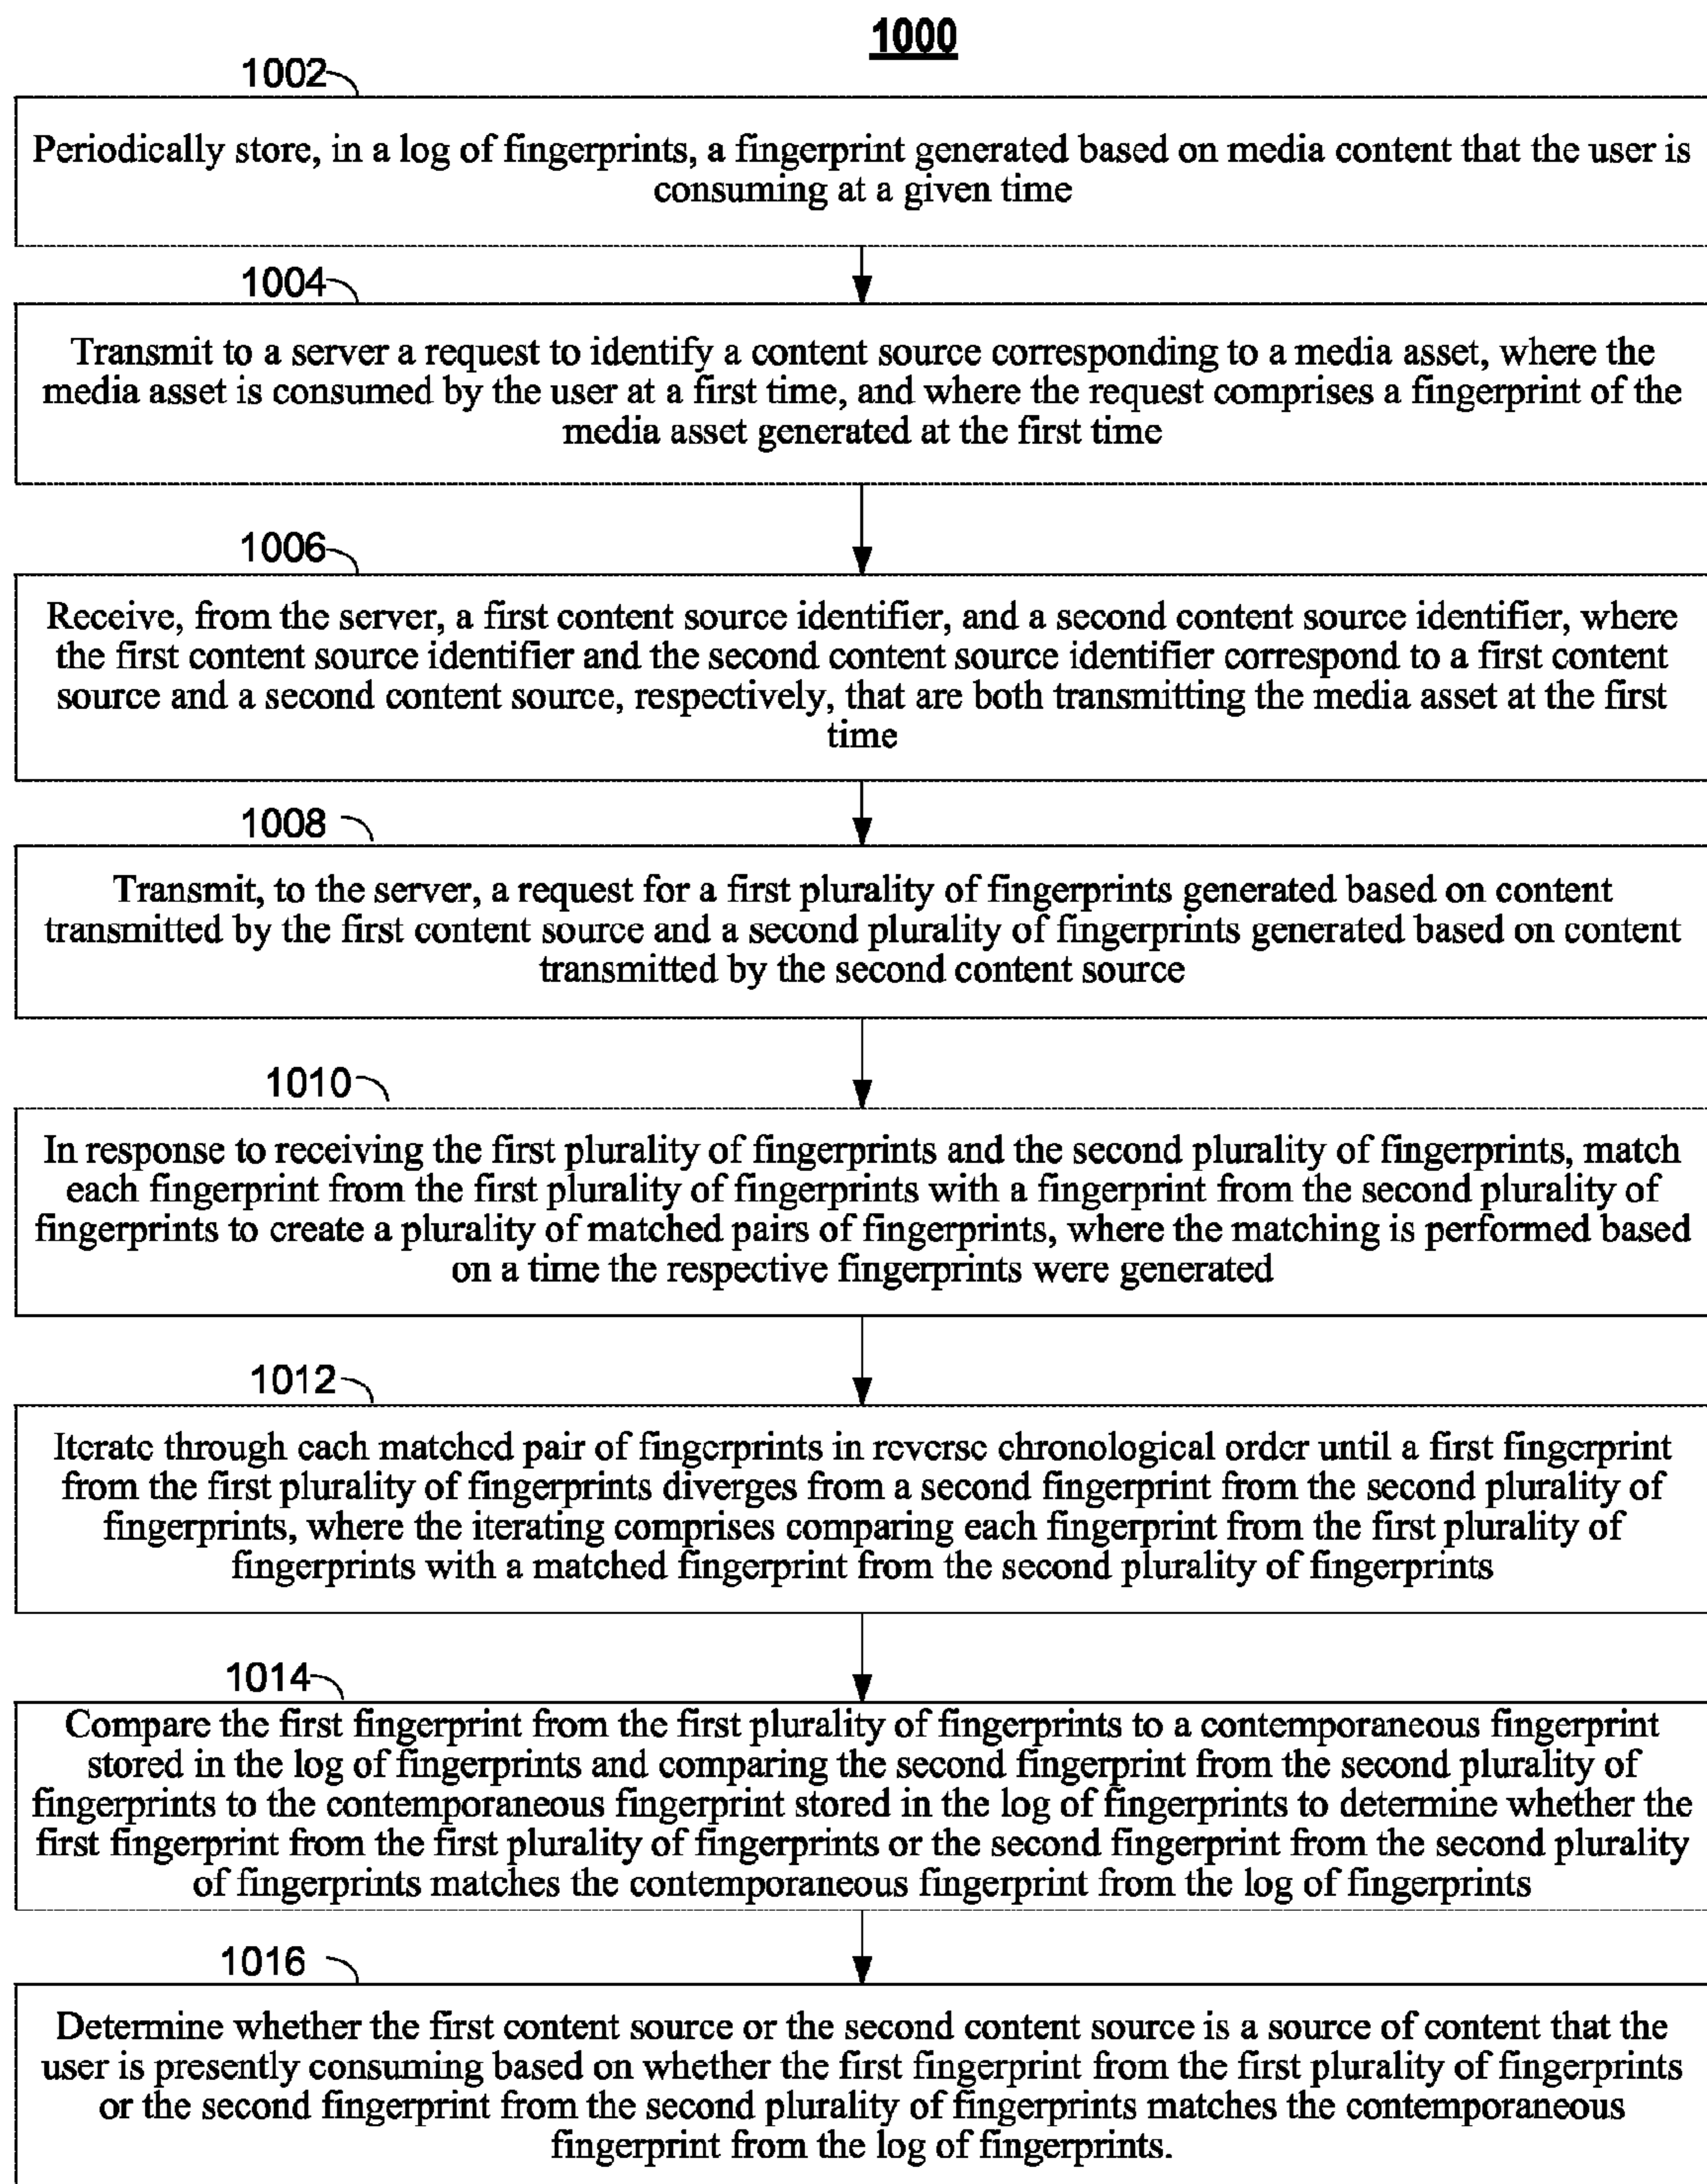 1000
1002
Periodically store, in a log of fingerprints, a fingerprint generated based on media content that the user is
consuming at a given time
1004
Transmit to a server a request to identify a content source corresponding to a media asset, where the
media asset is consumed by the user at a first time, and where the request comprises a fingerprint of the
media asset generated at the first time
1006
Receive, from the server, a first content source identifier, and a second content source identifier, where
the first content source identifier and the second content source identifier correspond to a first content
source and a second content source, respectively, that are both transmitting the media asset at the first
time
1008
Transmit, to the server, a request for a first plurality of fingerprints generated based on content
transmitted by the first content source and a second plurality of fingerprints generated based on content
transmitted by the second content source
1010
In response to receiving the first plurality of fingerprints and the second plurality of fingerprints, match
each fingerprint from the first plurality of fingerprints with a fingerprint from the second plurality of
fingerprints to create a plurality of matched pairs of fingerprints, where the matching is performed based
on a time the respective fingerprints were generated
1012
Iterate through each matched pair of fingerprints in reverse chronological order until a first fingerprint
from the first plurality of fingerprints diverges from a second fingerprint from the second plurality of
fingerprints, where the iterating comprises comparing each fingerprint from the first plurality of
fingerprints with a matched fingerprint from the second plurality of fingerprints
1014
Compare the first fingerprint from the first plurality of fingerprints to a contemporaneous fingerprint
stored in the log of fingerprints and comparing the second fingerprint from the second plurality of
fingerprints to the contemporaneous fingerprint stored in the log of fingerprints to determine whether the
first fingerprint from the first plurality of fingerprints or the second fingerprint from the second plurality
of fingerprints matches the contemporaneous fingerprint from the log of fingerprints
1016
Determine whether the first content source or the second content source is a source of content that the
user is presently consuming based on whether the first fingerprint from the first plurality of fingerprints
or the second fingerprint from the second plurality of fingerprints matches the contemporaneous
fingerprint from the log of fingerprints.